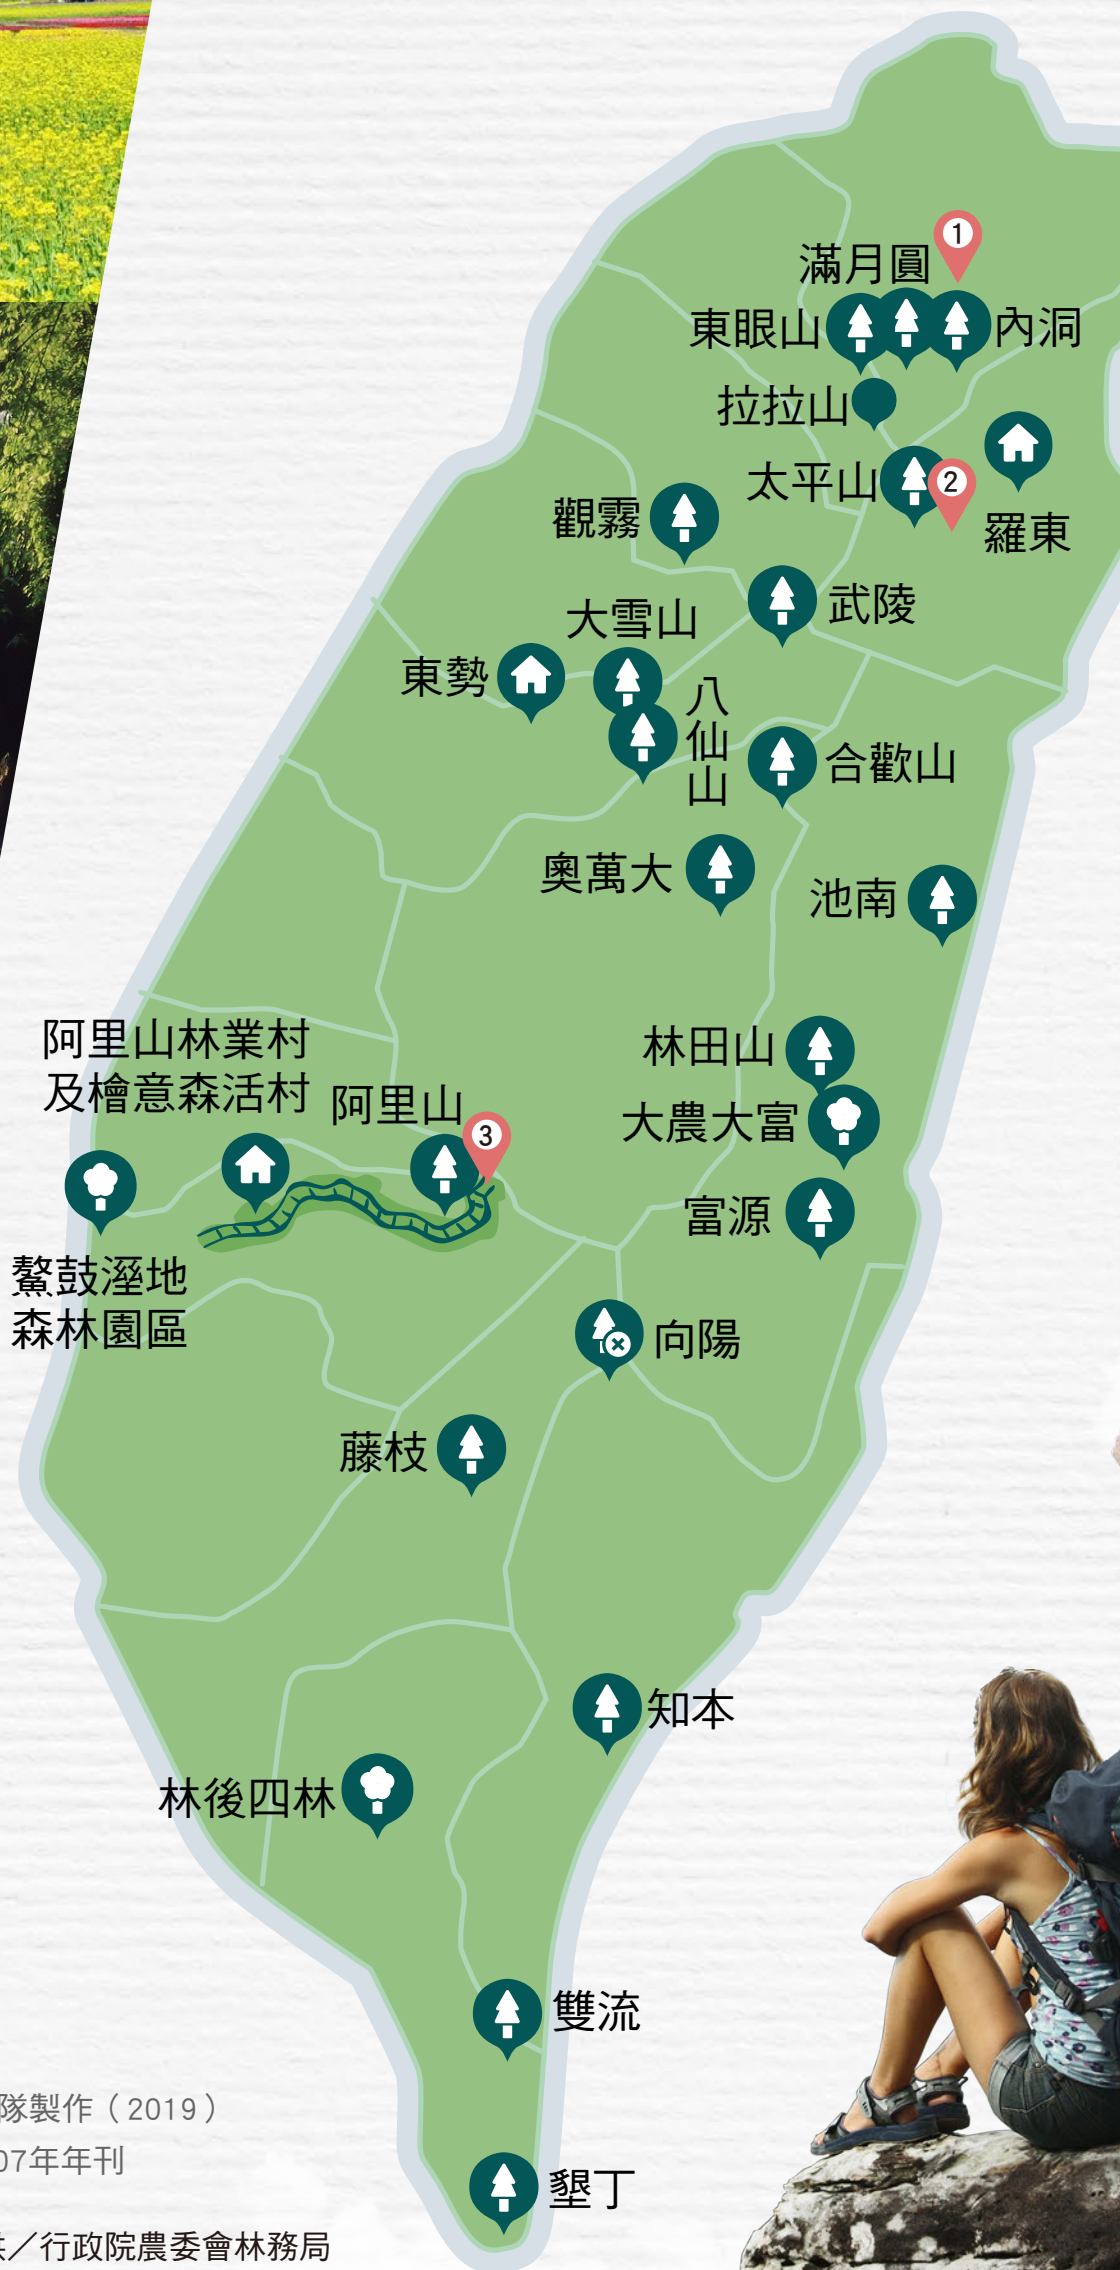 1
滿月圓
東眼山
內洞
拉拉山
太平山
2
羅東
觀霧
武陵
大雪山
東勢
八仙山
合歡山
奧萬大
池南
阿里山林業村
及檜意森活村
阿里山
3
林田山
大農大富
富源
鰲鼓溼地
森林園區
向陽
藤枝
知本
林後四林
雙流
墾丁
隊製作（2019）
07年年刊
／行政院農委會林務局